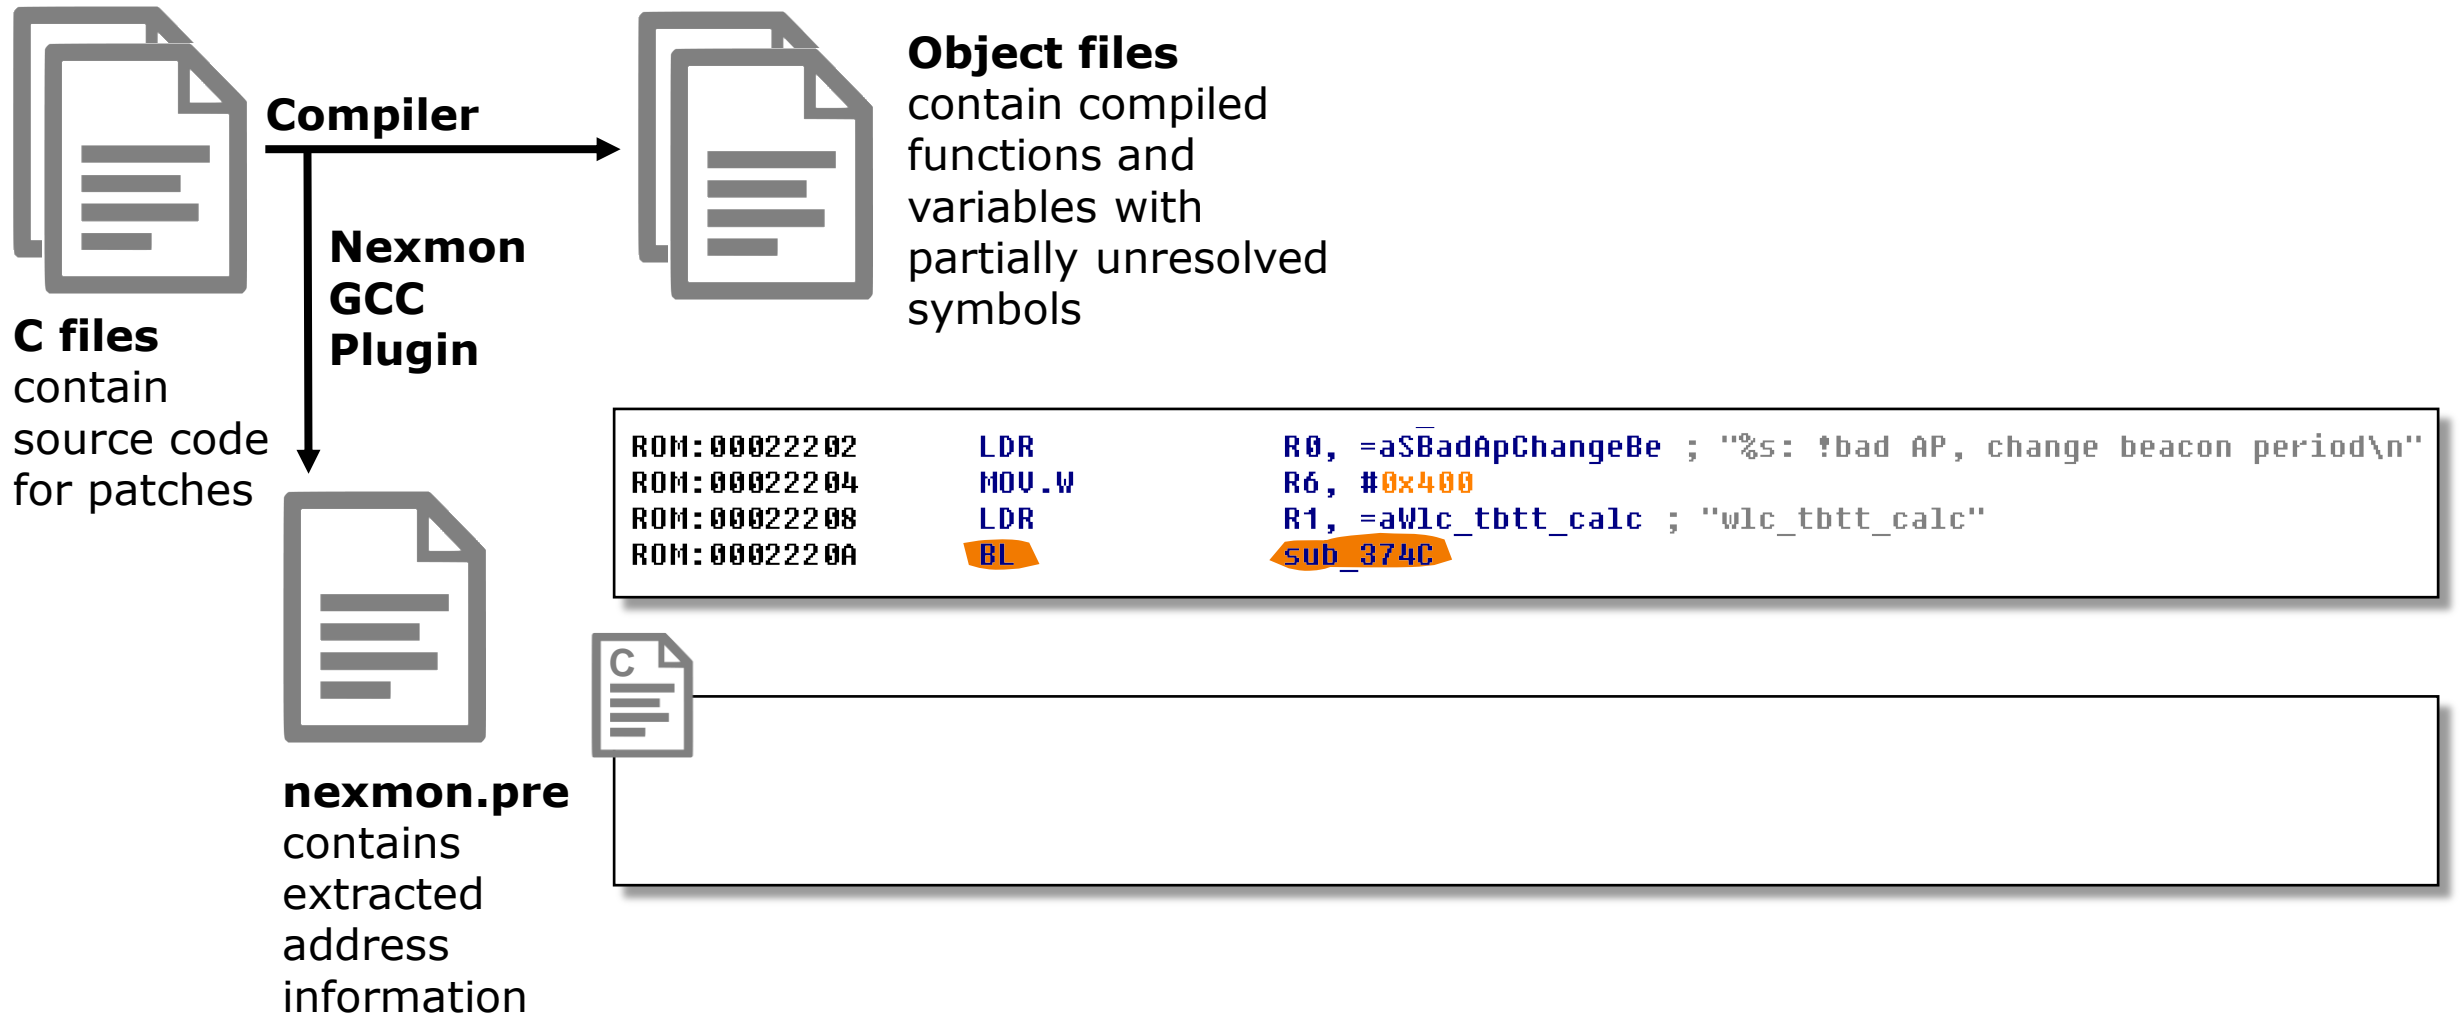 Compiler
Nexmon
GCC
Plugin
C files
contain
source code
for patches
Object files
contain compiled
functions and
variables with
partially unresolved
symbols
nexmon.pre
contains
extracted
address
information
ROM:00022202 LDR R0, =aSBadApChangeBe ; "%s: !bad AP, change beacon period\n"
ROM:00022204 MOV.W R6, #0x400
ROM:00022208 LDR R1, =aWlc_tbtt_calc ; "wlc_tbtt_calc"
ROM:0002220A BL sub_374C
C